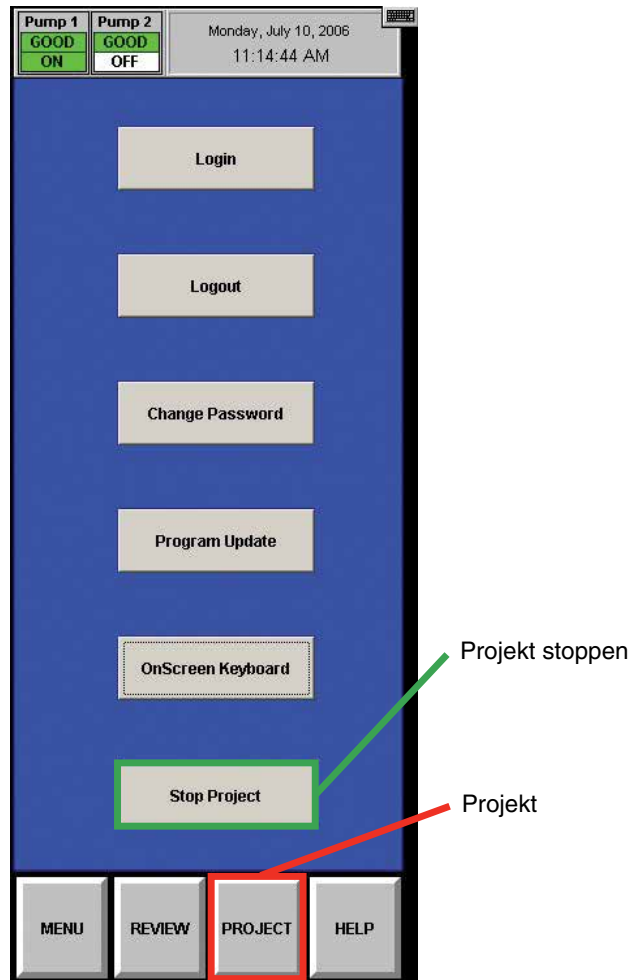 Pump 1
GOOD
ON
Pump 2
GOOD
OFF
Monday, July 10, 2006
11:14:44 AM
Login
Logout
Change Password
Program Update
OnScreen Keyboard
Projekt stoppen
Stop Project
Projekt
MENU
REVIEW
PROJECT
HELP